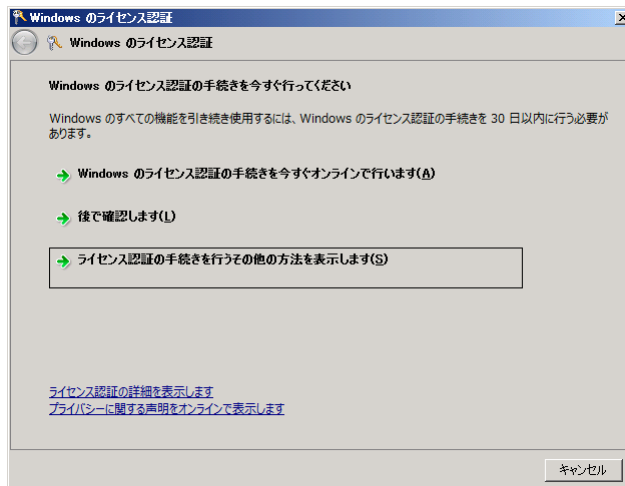 Windows のライセンス認証
Windows のライセンス認証
Windows のライセンス認証の手続きを今すぐ行ってください
Windows のすべての機能を引き続き使用するには、Windows のライセンス認証の手続きを 30 日以内に行う必要が
あります。
Windows のライセンス認証の手続きを今すぐオンラインで行います(A)
後で確認します(L)
ライセンス認証の手続きを行うその他の方法を表示します(S)
ライセンス認証の詳細を表示します
プライバシーに関する声明をオンラインで表示します
キャンセル